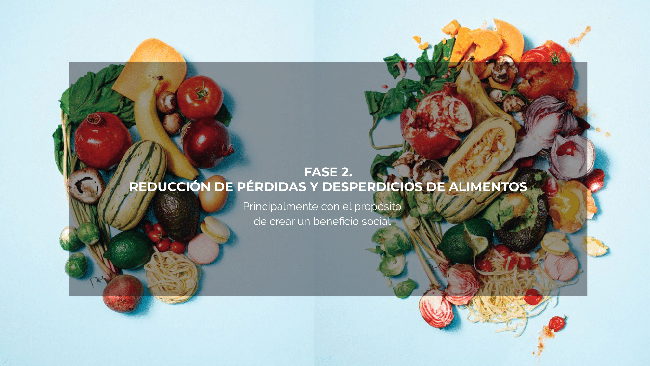 FASE 2.
REDUCCIÓN DE PÉRDIDAS Y DESPERDICIOS DE ALIMENTOS
Principalmente con el propósito
de crear un beneficio social.